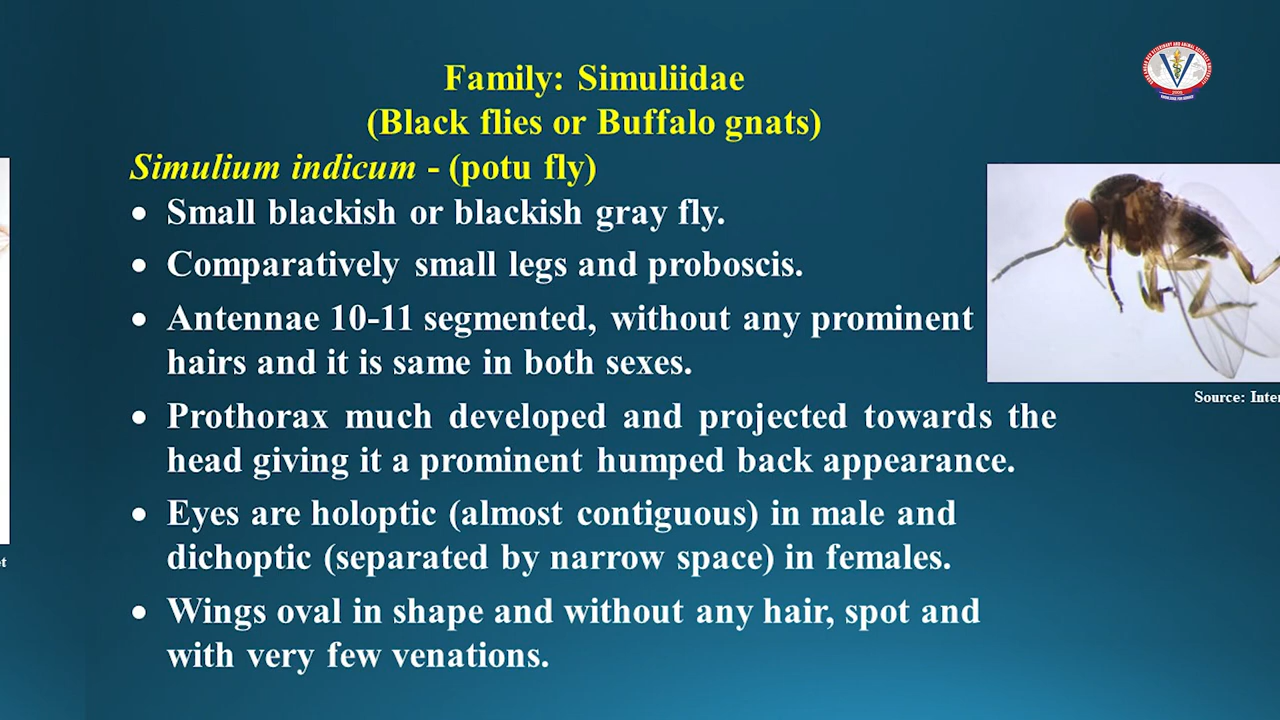 Family: Simuliidae
(Black flies or Buffalo gnats)
Simulium indicum - (potu fly)
• Small blackish or blackish gray fly.
• Comparatively small legs and proboscis.
• Antennae 10-11 segmented, without any prominent
hairs and it is same in both sexes.
• Prothorax much developed and projected towards the
head giving it a prominent humped back appearance.
• Eyes are holoptic (almost contiguous) in male and
dichoptic (separated by narrow space) in females.
• Wings oval in shape and without any hair, spot and
with very few venations.
Source: